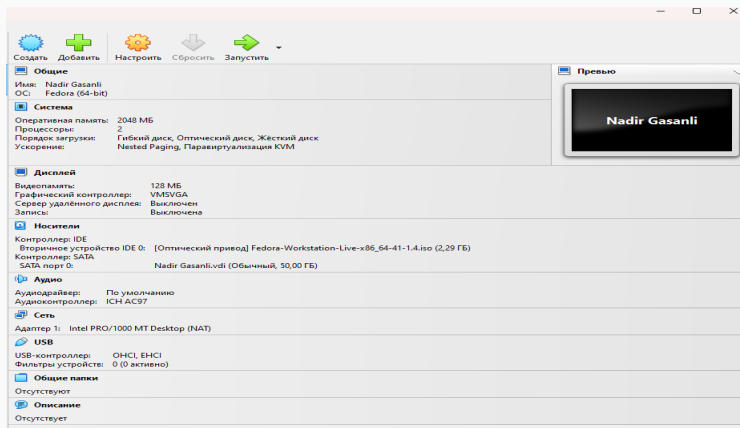 Создать Добавить Настроить Сбросить Запустить
Общие
Имя: Nadir Gasanli
ОС: Fedora (64-bit)
Превью
Nadir Gasanli
Система
Оперативная память: 2048 МБ
Процессоры: 2
Порядок загрузки: Гибкий диск, Оптический диск, Жёсткий диск
Ускорение: Nested Paging, Паравиртуализация KVM
Дисплей
Видеопамять: 128 МБ
Графический контроллер: VMSVGA
Сервер удалённого дисплея: Выключен
Запись: Выключена
Носители
Контроллер: IDE
Вторичное устройство IDE 0: [Оптический привод] Fedora-Workstation-Live-x86_64-41-1.4.iso (2,29 ГБ)
Контроллер: SATA
SATA порт 0: Nadir Gasanli.vdi (Обычный, 50,00 ГБ)
Аудио
Аудиодрайвер: По умолчанию
Аудиоконтроллер: ICH AC97
Сеть
Адаптер 1: Intel PRO/1000 MT Desktop (NAT)
USB
USB-контроллер: OHCI, EHCI
Фильтры устройств: 0 (0 активно)
Общие папки
Отсутствуют
Описание
Отсутствует